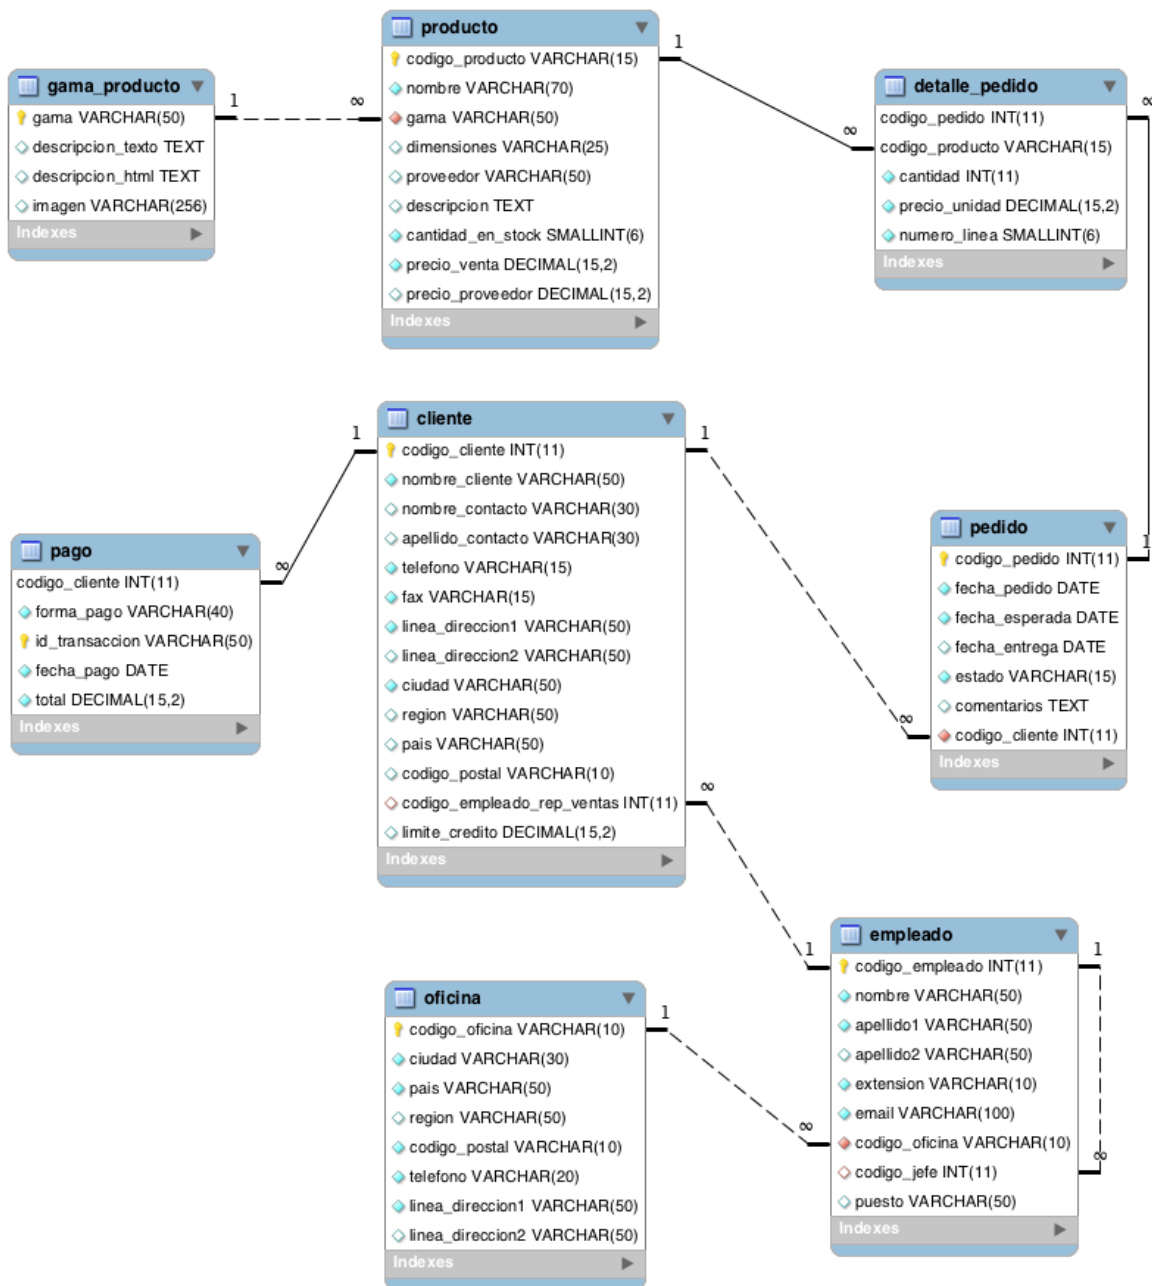 producto
codigo_producto VARCHAR(15)
nombre VARCHAR(70)
gama VARCHAR(50)
dimensiones VARCHAR(25)
proveedor VARCHAR(50)
descripcion TEXT
cantidad_en_stock SMALLINT(6)
precio_venta DECIMAL(15,2)
precio_proveedor DECIMAL(15,2)
Indexes
gama_producto
gama VARCHAR(50)
descripcion_texto TEXT
descripcion_html TEXT
imagen VARCHAR(256)
Indexes
1
∞
1
∞
detalle_pedido
codigo_pedido INT(11)
codigo_producto VARCHAR(15)
cantidad INT(11)
precio_unidad DECIMAL(15,2)
numero_linea SMALLINT(6)
Indexes
∞
1
cliente
codigo_cliente INT(11)
nombre_cliente VARCHAR(50)
nombre_contacto VARCHAR(30)
apellido_contacto VARCHAR(30)
telefono VARCHAR(15)
fax VARCHAR(15)
linea_direccion1 VARCHAR(50)
linea_direccion2 VARCHAR(50)
ciudad VARCHAR(50)
region VARCHAR(50)
pais VARCHAR(50)
codigo_postal VARCHAR(10)
codigo_empleado_rep_ventas INT(11)
limite_credito DECIMAL(15,2)
Indexes
1
∞
1
∞
pago
codigo_cliente INT(11)
forma_pago VARCHAR(40)
id_transaccion VARCHAR(50)
fecha_pago DATE
total DECIMAL(15,2)
Indexes
pedido
codigo_pedido INT(11)
fecha_pedido DATE
fecha_esperada DATE
fecha_entrega DATE
estado VARCHAR(15)
comentarios TEXT
codigo_cliente INT(11)
Indexes
∞
1
empleado
codigo_empleado INT(11)
nombre VARCHAR(50)
apellido1 VARCHAR(50)
apellido2 VARCHAR(50)
extension VARCHAR(10)
email VARCHAR(100)
codigo_oficina VARCHAR(10)
codigo_jefe INT(11)
puesto VARCHAR(50)
Indexes
1
∞
oficina
codigo_oficina VARCHAR(10)
ciudad VARCHAR(30)
pais VARCHAR(50)
region VARCHAR(50)
codigo_postal VARCHAR(10)
telefono VARCHAR(20)
linea_direccion1 VARCHAR(50)
linea_direccion2 VARCHAR(50)
Indexes
1
∞